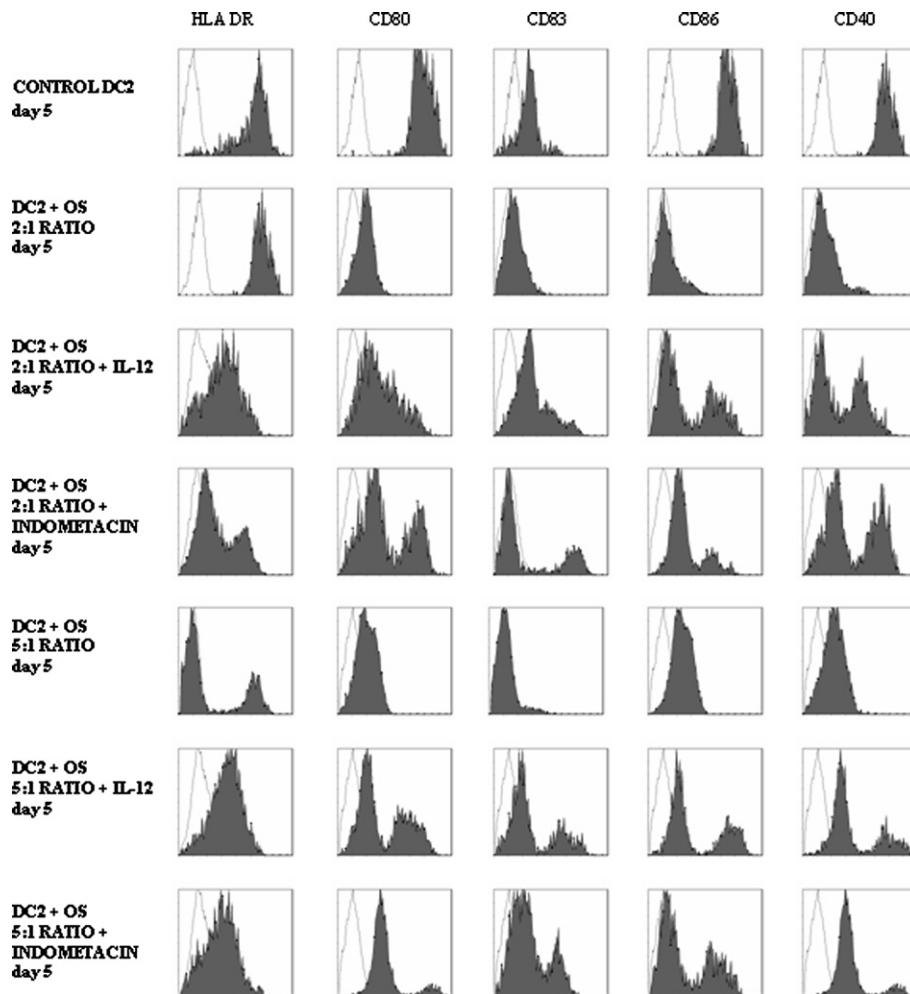 HLA DR CD80 CD83 CD86 CD40
CONTROL DC2
day 5
DC2 + OS
2:1 RATIO
day 5
DC2 + OS
2:1 RATIO + IL-12
day 5
DC2 + OS
2:1 RATIO +
INDOMETACIN
day 5
DC2 + OS
5:1 RATIO
day 5
DC2 + OS
5:1 RATIO + IL-12
day 5
DC2 + OS
5:1 RATIO +
INDOMETACIN
day 5